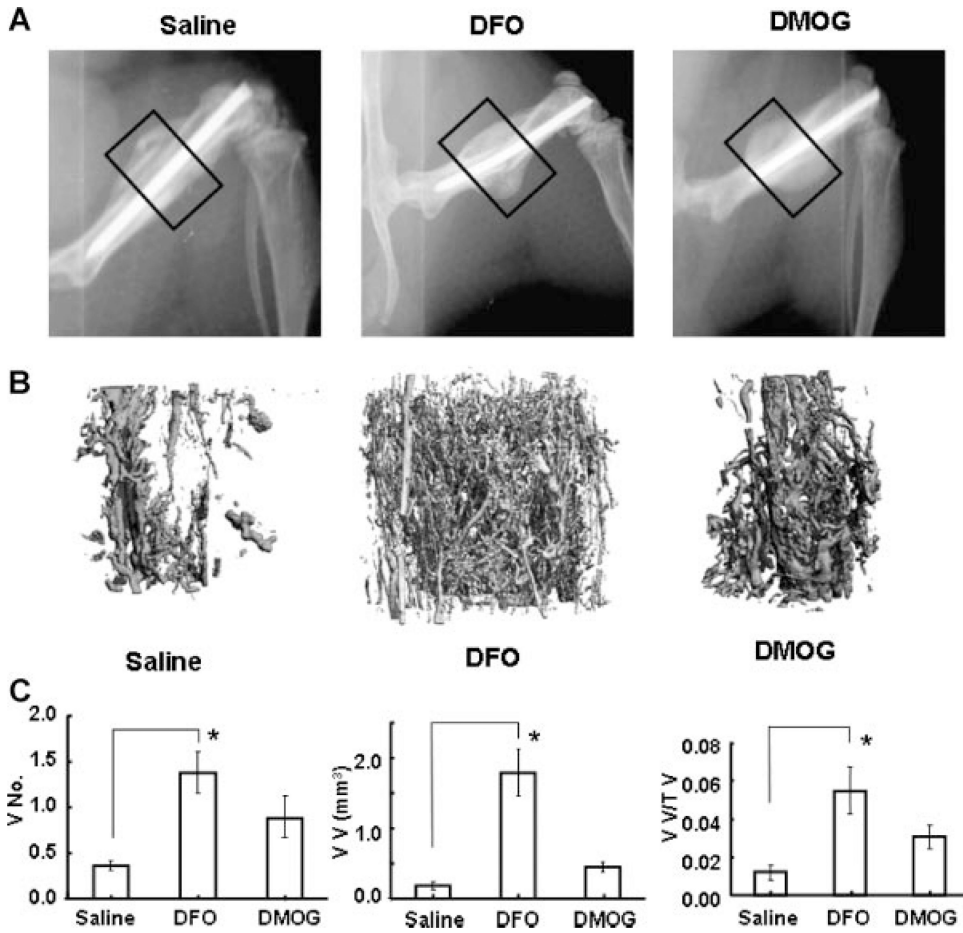 A
Saline
DFO
DMOG
B
Saline
DFO
DMOG
C
V No.
2.0
1.5
1.0
0.5
0.0
*
Saline
DFO
DMOG
V V (mm³)
2.0
1.0
0.0
*
Saline
DFO
DMOG
V V/T V
0.08
0.06
0.04
0.02
0.00
*
Saline
DFO
DMOG